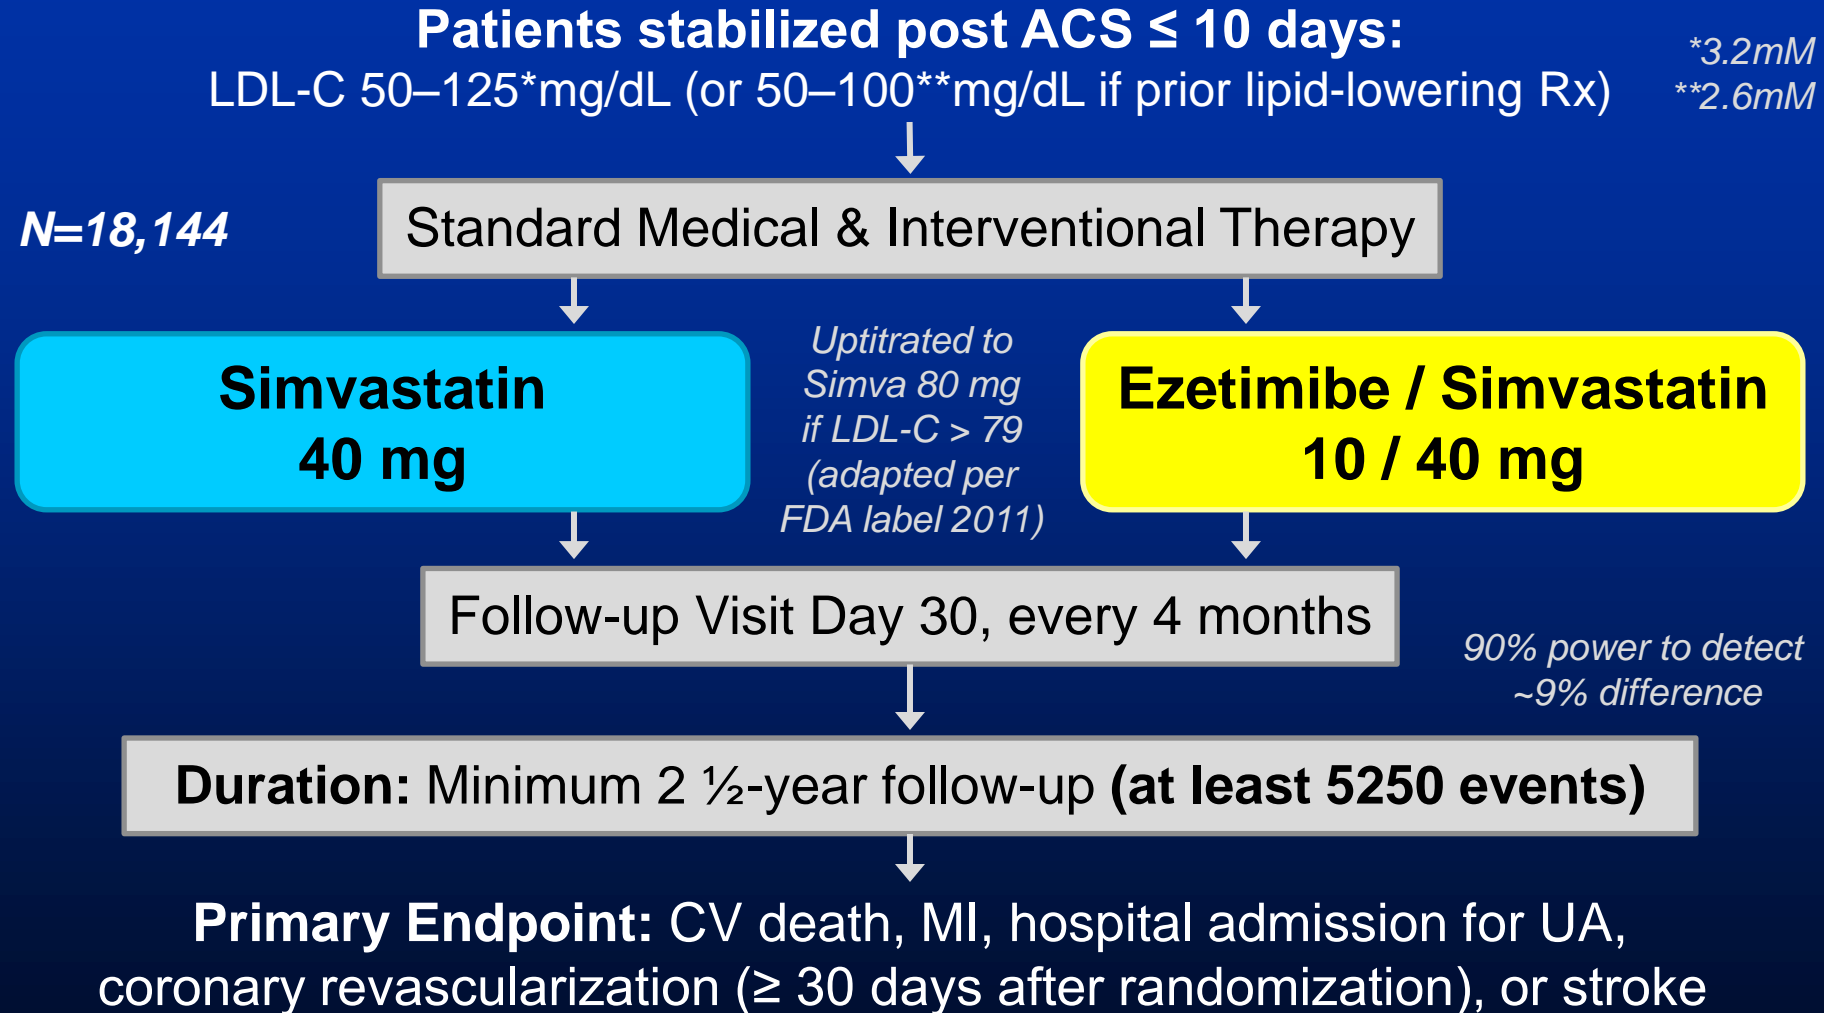 Patients stabilized post ACS ≤ 10 days:
LDL-C 50–125*mg/dL (or 50–100**mg/dL if prior lipid-lowering Rx)
*3.2mM
**2.6mM
N=18,144
Standard Medical & Interventional Therapy
Simvastatin
40 mg
Uptitrated to
Simva 80 mg
if LDL-C > 79
(adapted per
FDA label 2011)
Ezetimibe / Simvastatin
10 / 40 mg
Follow-up Visit Day 30, every 4 months
90% power to detect
~9% difference
Duration: Minimum 2 ½-year follow-up (at least 5250 events)
Primary Endpoint: CV death, MI, hospital admission for UA,
coronary revascularization (≥ 30 days after randomization), or stroke